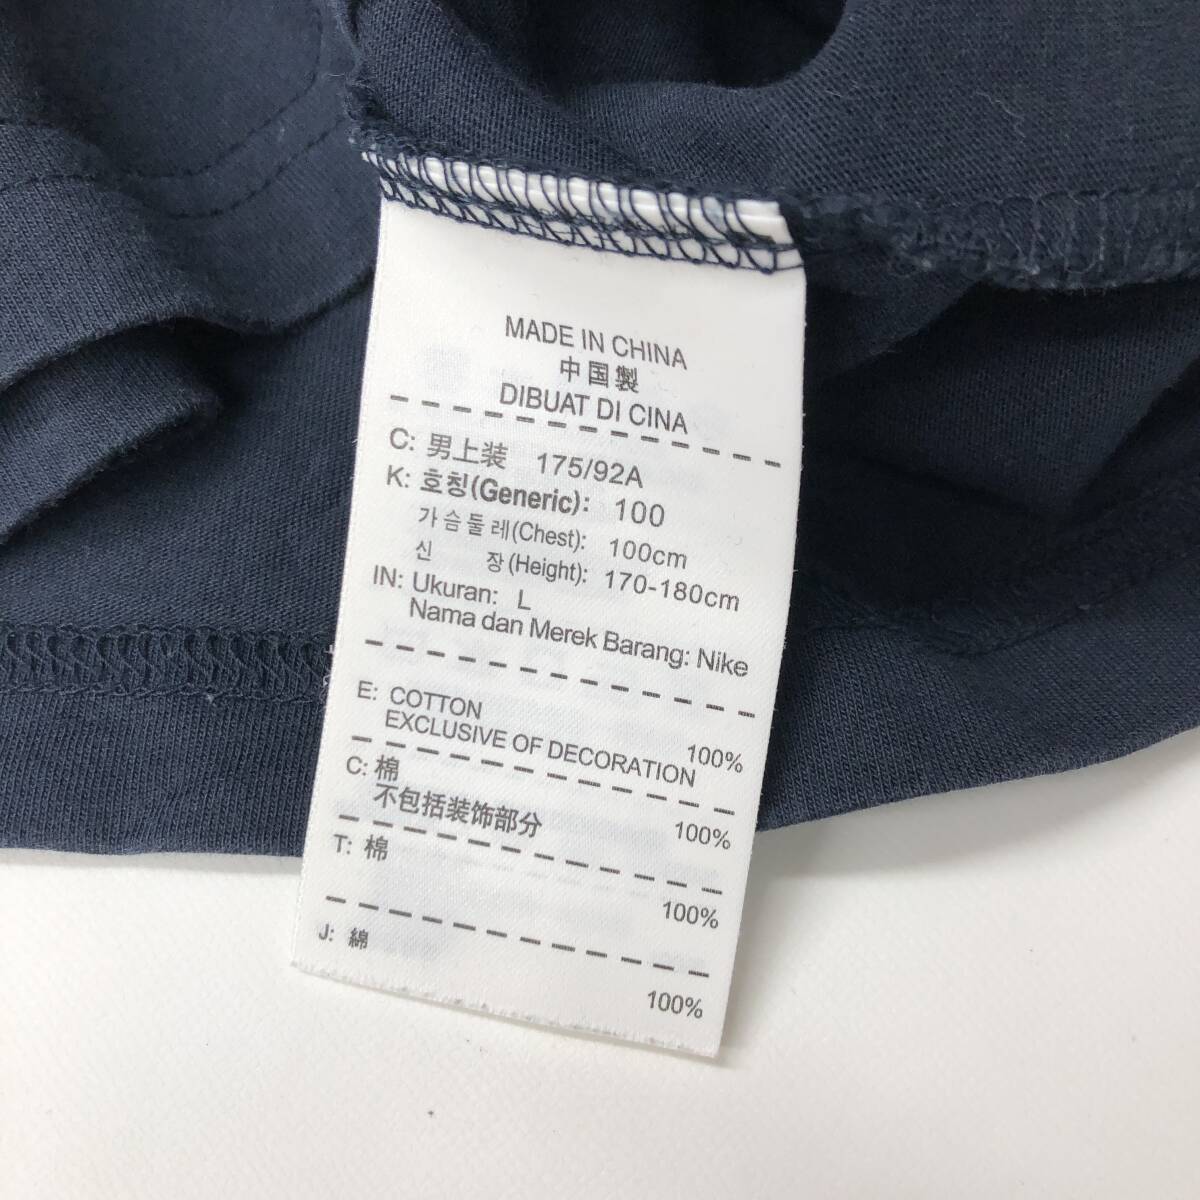 MADE IN CHINA
中国製
DIBUAT DI CINA
C: 男上装 175/92A
K: 호칭(Generic): 100
가슴둘레(Chest): 100cm
신 장(Height): 170-180cm
IN: Ukuran: L
Nama dan Merek Barang: Nike
E: COTTON 100%
EXCLUSIVE OF DECORATION
C: 棉 100%
不包括装饰部分
T: 棉 100%
J: 綿 100%